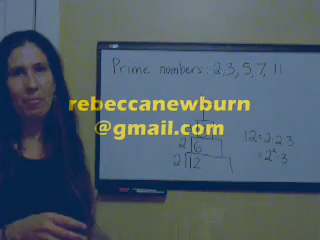 Prime numbers: 2,3,5,7,11
rebeccanewburn
@gmail.com
2 6
2 12
12=2·2·3
=2²·3